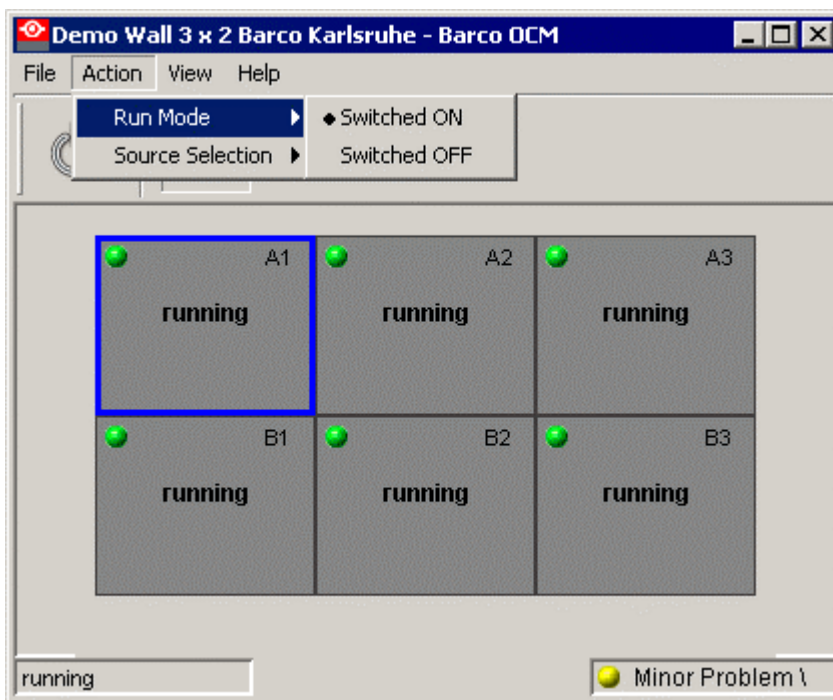 Demo Wall 3 x 2 Barco Karlsruhe - Barco OCM
File Action View Help
Run Mode
Switched ON
Source Selection
Switched OFF
A1 A2 A3
running running running
B1 B2 B3
running running running
running Minor Problem \